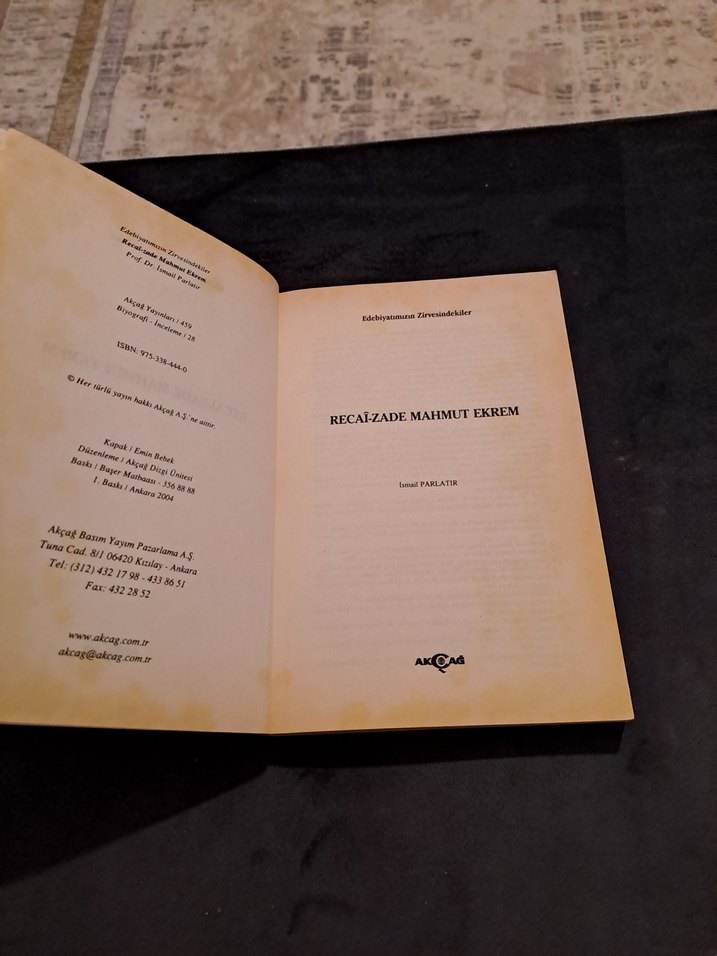 Edebiyatımızın Zirvesindekiler
Recaî-zade Mahmut Ekrem
Prof. Dr. İsmail Parlatır
Akçağ Yayınları / 459
Biyografi - İnceleme / 28
ISBN: 975-338-444-0
© Her türlü yayın hakkı Akçağ A.Ş.'ne aittir.
Kapak / Emin Bebek
Düzenleme / Akçağ Dizgi Ünitesi
Baskı / Başer Matbaası - 356 88 88
1. Baskı / Ankara 2004
Akçağ Basım Yayım Pazarlama A.Ş.
Tuna Cad. 8/1 06420 Kızılay - Ankara
Tel: (312) 432 17 98 - 433 86 51
Fax: 432 28 52
www.akcag.com.tr
akcag@akcag.com.tr
Edebiyatımızın Zirvesindekiler
RECAÎ-ZADE MAHMUT EKREM
İsmail PARLATIR
AKÇAĞ